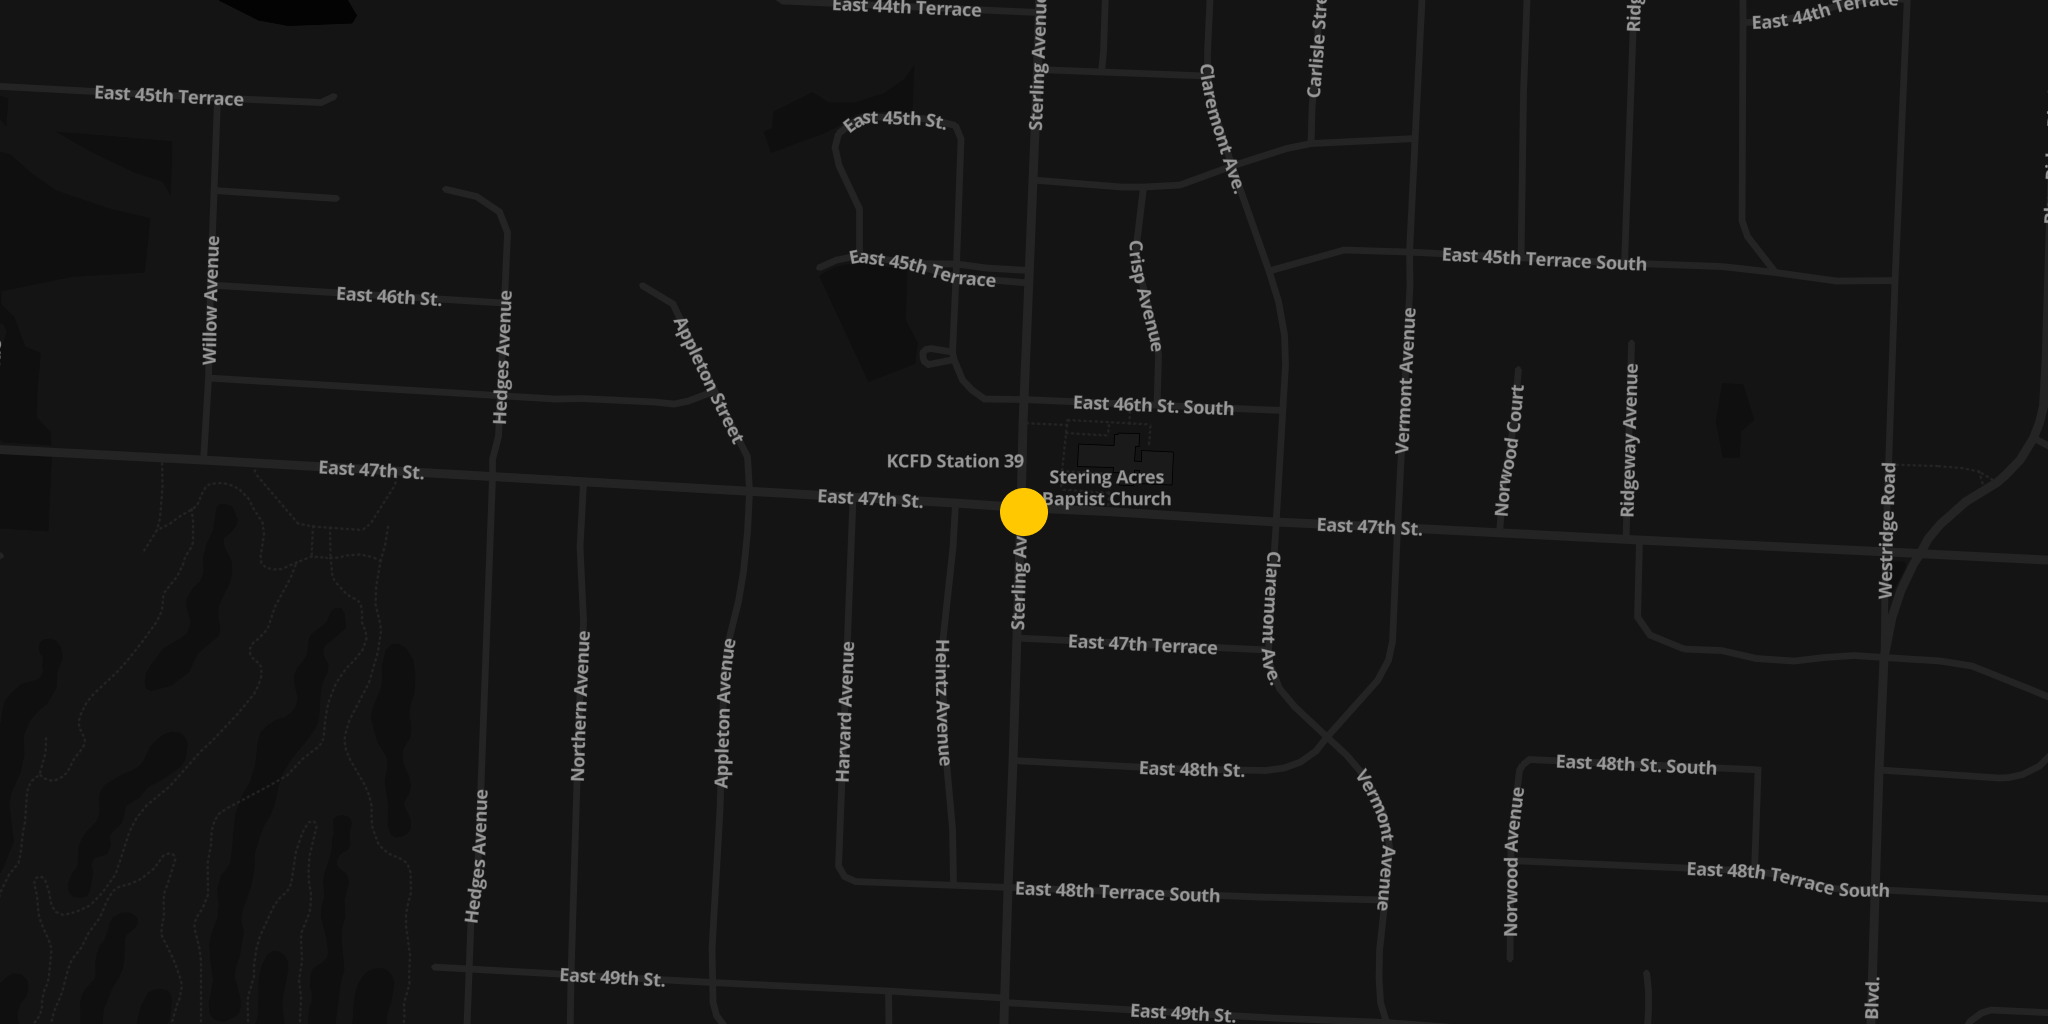 East 44th Terrace
East 44th Terrace
Sterling Avenue
Carlisle Stre
Ridg
East 45th Terrace
Claremont Ave.
East 45th St.
Willow Avenue
Crisp Avenue
East 45th Terrace
East 45th Terrace South
East 46th St.
Hedges Avenue
Appleton Street
Vermont Avenue
Norwood Court
Ridgeway Avenue
East 46th St. South
KCFD Station 39
Stering Acres
Baptist Church
East 47th St.
East 47th St.
East 47th St.
Westridge Road
Sterling Av
Claremont Ave.
East 47th Terrace
Northern Avenue
Appleton Avenue
Harvard Avenue
Heintz Avenue
East 48th St.
East 48th St. South
Vermont Avenue
Hedges Avenue
Norwood Avenue
East 48th Terrace South
East 48th Terrace South
East 49th St.
East 49th St.
Blvd.